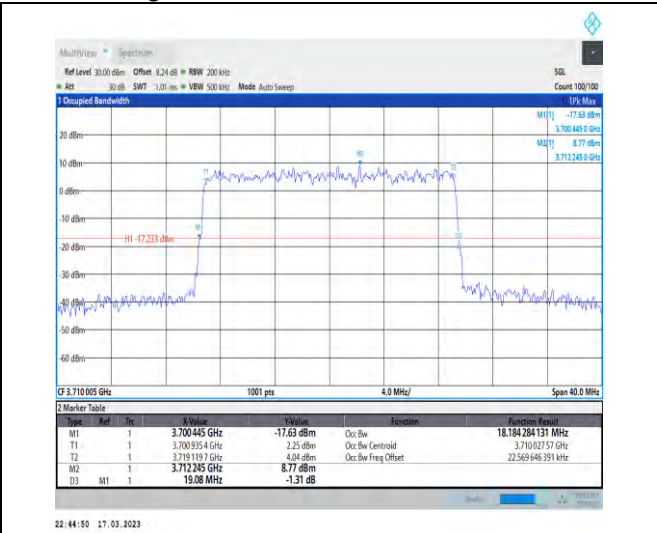 MultiView Spectrum
Ref Level 30.00 dBm Offset 8.24 dB RBW 200 kHz SGL
Att 30 dB SWT 1.01 ms VBW 500 kHz Mode Auto Sweep Count 100/100
1 Occupied Bandwidth 1Pk Max
M1[1] -17.63 dBm
3.700 445 0 GHz
M2[1] 8.77 dBm
3.712 245 0 GHz
20 dBm
10 dBm
M2
T1
T2
0 dBm
-10 dBm
M1
H1 -17.233 dBm
-20 dBm
-30 dBm
-40 dBm
-50 dBm
-60 dBm
CF 3.710 005 GHz 1001 pts 4.0 MHz/ Span 40.0 MHz
2 Marker Table
Type Ref Trc X-Value Y-Value Function Function Result
M1 1 3.700 445 GHz -17.63 dBm Occ Bw 18.184 284 131 MHz
T1 1 3.700 935 4 GHz 2.25 dBm Occ Bw Centroid 3.710 027 57 GHz
T2 1 3.719 119 7 GHz 4.04 dBm Occ Bw Freq Offset 22.569 646 391 kHz
M2 1 3.712 245 GHz 8.77 dBm
D3 M1 1 19.08 MHz -1.31 dB
22:44:50 17.03.2023